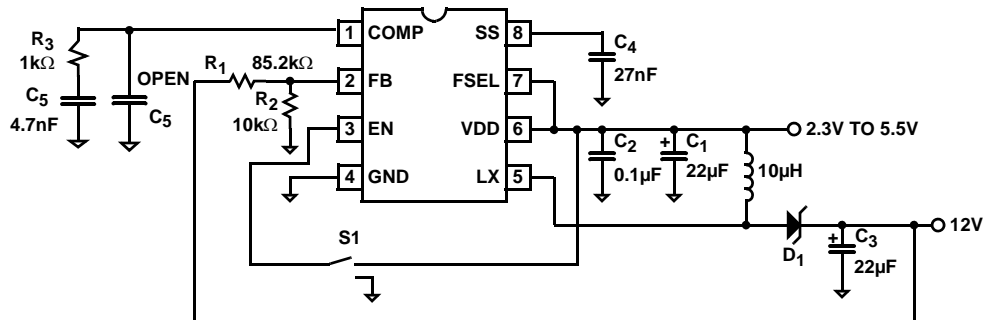 R3
1kΩ
C5
4.7nF
OPEN
C5
R1
85.2kΩ
R2
10kΩ
1 COMP
2 FB
3 EN
4 GND
SS 8
FSEL 7
VDD 6
LX 5
C4
27nF
C2
0.1µF
+ C1
22µF
10µH
2.3V TO 5.5V
12V
D1
+ C3
22µF
S1